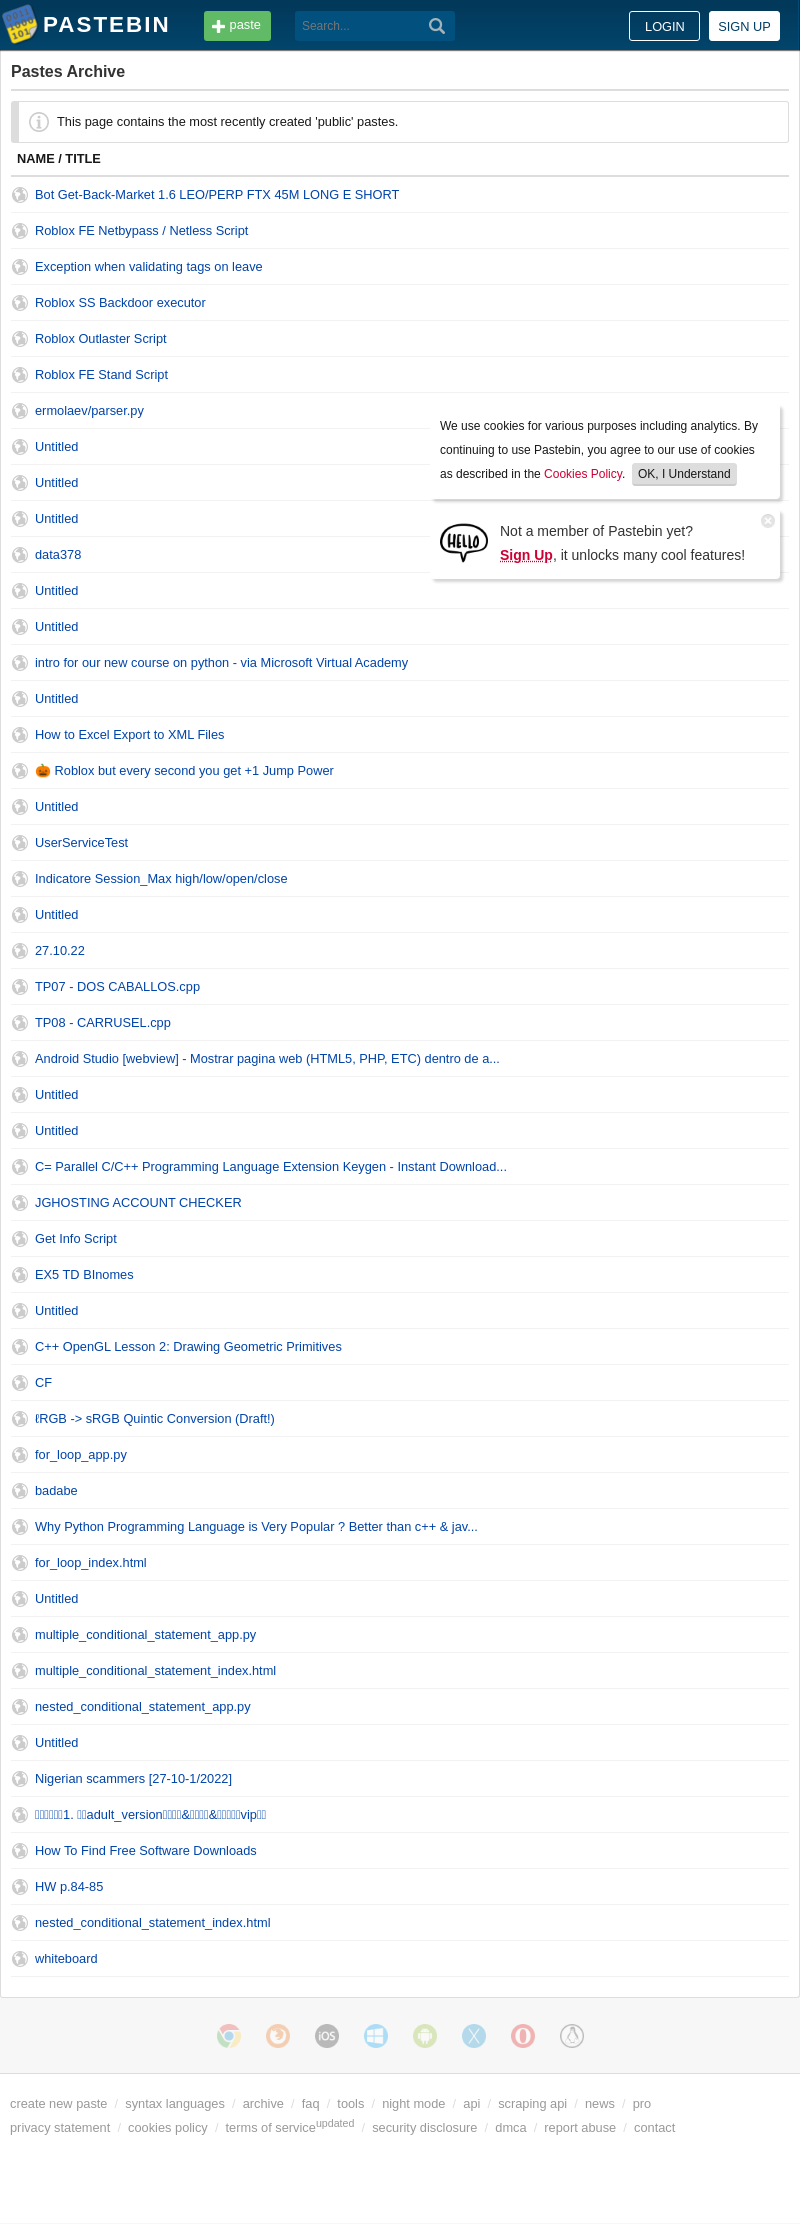 PASTEBIN
paste
Search...
LOGIN
SIGN UP
Pastes Archive
This page contains the most recently created 'public' pastes.
NAME / TITLE
Bot Get-Back-Market 1.6 LEO/PERP FTX 45M LONG E SHORT
Roblox FE Netbypass / Netless Script
Exception when validating tags on leave
Roblox SS Backdoor executor
Roblox Outlaster Script
Roblox FE Stand Script
ermolaev/parser.py
We use cookies for various purposes including analytics. By
continuing to use Pastebin, you agree to our use of cookies
as described in the Cookies Policy. OK, I Understand
Untitled
Untitled
Untitled
HELLO
Not a member of Pastebin yet?
Sign Up, it unlocks many cool features!
data378
Untitled
Untitled
intro for our new course on python - via Microsoft Virtual Academy
Untitled
How to Excel Export to XML Files
🎃 Roblox but every second you get +1 Jump Power
Untitled
UserServiceTest
Indicatore Session_Max high/low/open/close
Untitled
27.10.22
TP07 - DOS CABALLOS.cpp
TP08 - CARRUSEL.cpp
Android Studio [webview] - Mostrar pagina web (HTML5, PHP, ETC) dentro de a...
Untitled
Untitled
C= Parallel C/C++ Programming Language Extension Keygen - Instant Download...
JGHOSTING ACCOUNT CHECKER
Get Info Script
EX5 TD BInomes
Untitled
C++ OpenGL Lesson 2: Drawing Geometric Primitives
CF
ℓRGB -> sRGB Quintic Conversion (Draft!)
for_loop_app.py
badabe
Why Python Programming Language is Very Popular ? Better than c++ & jav...
for_loop_index.html
Untitled
multiple_conditional_statement_app.py
multiple_conditional_statement_index.html
nested_conditional_statement_app.py
Untitled
Nigerian scammers [27-10-1/2022]
1. adult_version&&vip
How To Find Free Software Downloads
HW p.84-85
nested_conditional_statement_index.html
whiteboard
iOS
create new paste / syntax languages / archive / faq / tools / night mode / api / scraping api / news / pro
privacy statement / cookies policy / terms of service updated / security disclosure / dmca / report abuse / contact